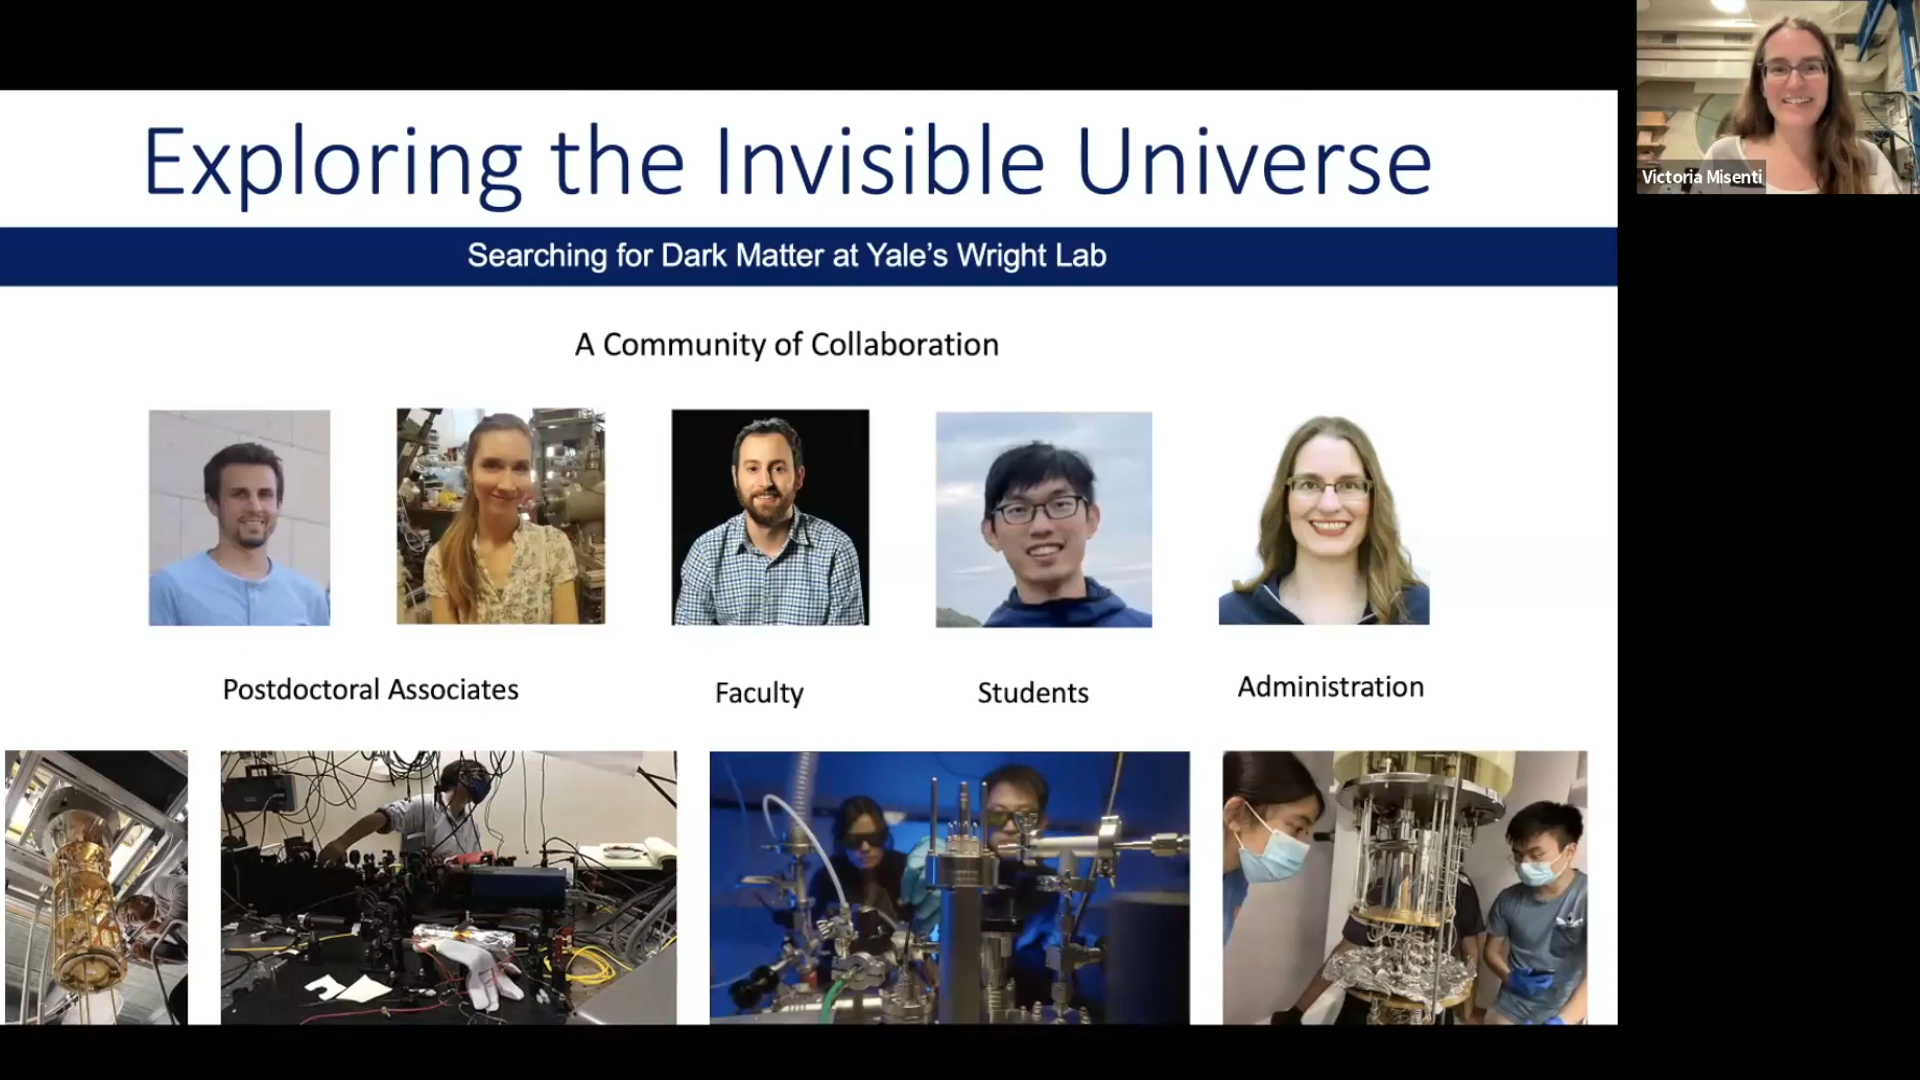 Exploring the Invisible Universe
Searching for Dark Matter at Yale’s Wright Lab
A Community of Collaboration
Postdoctoral Associates
Faculty
Students
Administration
Victoria Misenti